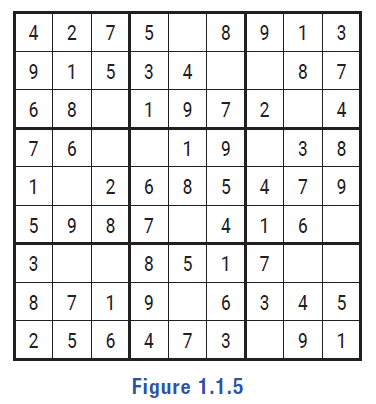 4 2 7 5 8 9 1 3
9 1 5 3 4 8 7
6 8 1 9 7 2 4
7 6 1 9 3 8
1 2 6 8 5 4 7 9
5 9 8 7 4 1 6
3 8 5 1 7
8 7 1 9 6 3 4 5
2 5 6 4 7 3 9 1
Figure 1.1.5